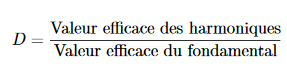 D = Valeur efficace des harmoniques / Valeur efficace du fondamental